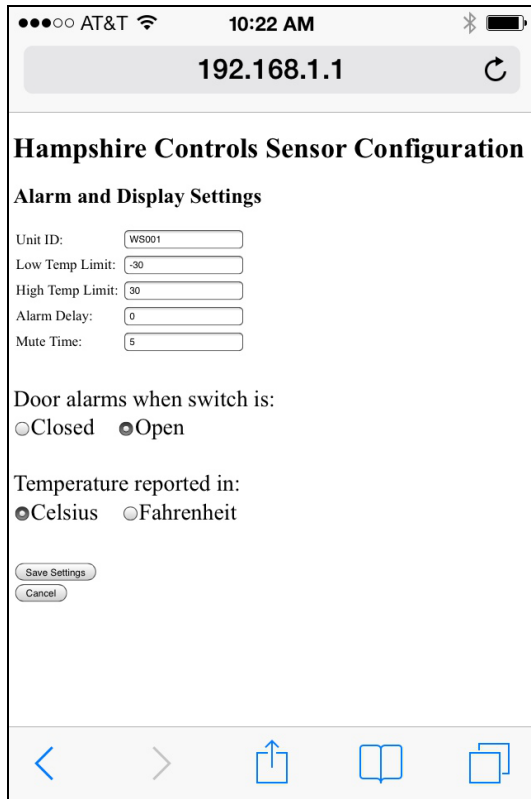 AT&T 10:22 AM
192.168.1.1
Hampshire Controls Sensor Configuration
Alarm and Display Settings
Unit ID: WS001
Low Temp Limit: -30
High Temp Limit: 30
Alarm Delay: 0
Mute Time: 5
Door alarms when switch is:
Closed Open
Temperature reported in:
Celsius Fahrenheit
Save Settings
Cancel